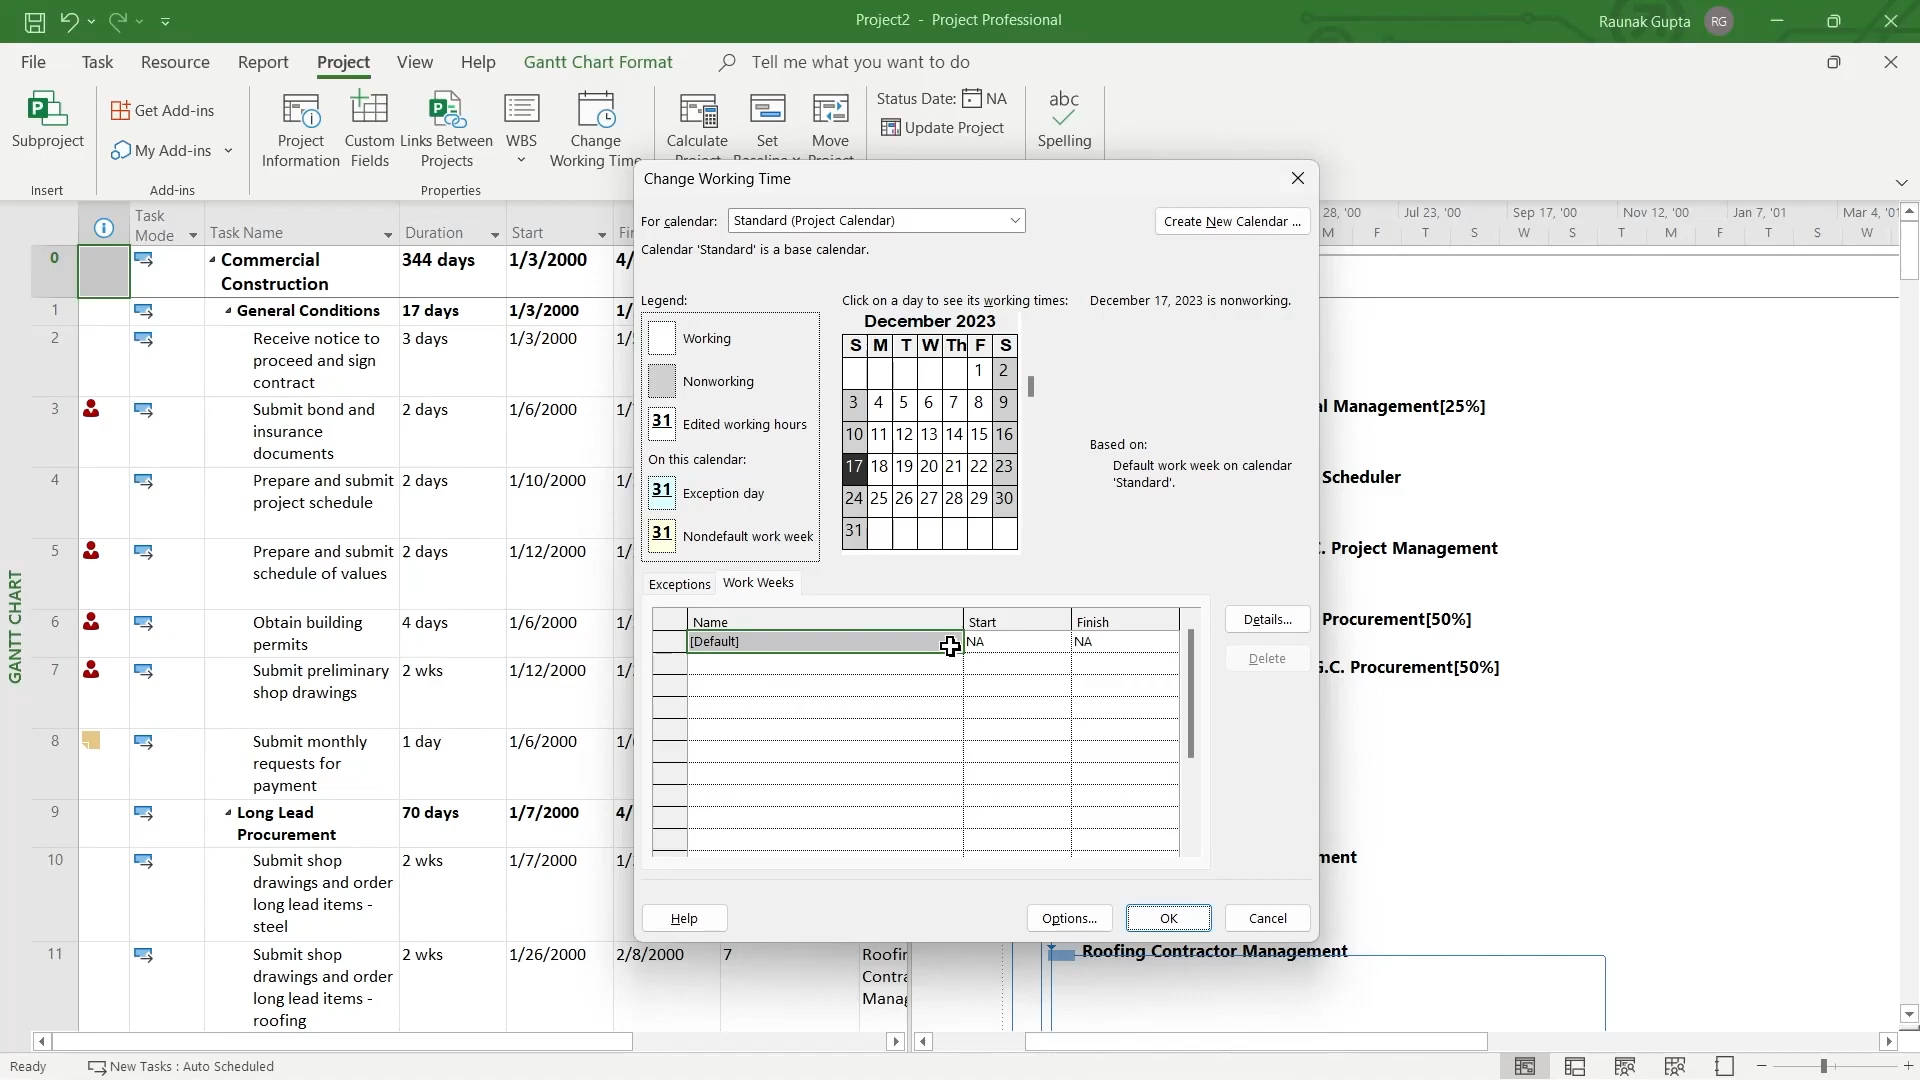 Project2 - Project Professional
Raunak Gupta RG
File Task Resource Report Project View Help Gantt Chart Format Tell me what you want to do
Subproject
Get Add-ins
My Add-ins
Project
Information
Custom
Fields
Links Between
Projects
WBS
Change
Working Time
Calculate
Project
Set
Baseline
Move
Project
Status Date: NA
Update Project
abc
Spelling
Insert
Add-ins
Properties
Task
Mode
Task Name
Duration
Start
28, '00 Jul 23, '00 Sep 17, '00 Nov 12, '00 Jan 7, '01 Mar 4, '01
M F T S W S T M F T S W
GANTT CHART
0 Commercial
Construction
344 days 1/3/2000 4/
1 General Conditions 17 days 1/3/2000 1/
2 Receive notice to
proceed and sign
contract
3 days 1/3/2000 1/
3 Submit bond and
insurance
documents
2 days 1/6/2000 1/
4 Prepare and submit
project schedule
2 days 1/10/2000 1/
5 Prepare and submit
schedule of values
2 days 1/12/2000 1/
6 Obtain building
permits
4 days 1/6/2000 1/
7 Submit preliminary
shop drawings
2 wks 1/12/2000 1/
8 Submit monthly
requests for
payment
1 day 1/6/2000 1/
9 Long Lead
Procurement
70 days 1/7/2000 4/
10 Submit shop
drawings and order
long lead items -
steel
2 wks 1/7/2000 1/
11 Submit shop
drawings and order
long lead items -
roofing
2 wks 1/26/2000 2/8/2000 7
Roofin
Contra
Manag
Change Working Time
For calendar: Standard (Project Calendar)
Create New Calendar ...
Calendar 'Standard' is a base calendar.
Legend:
Working
Nonworking
31 Edited working hours
On this calendar:
31 Exception day
31 Nondefault work week
Click on a day to see its working times:
December 2023
S M T W Th F S
1 2
3 4 5 6 7 8 9
10 11 12 13 14 15 16
17 18 19 20 21 22 23
24 25 26 27 28 29 30
31
December 17, 2023 is nonworking.
Based on:
Default work week on calendar
'Standard'.
Exceptions Work Weeks
Name Start Finish
[Default] NA NA
Details...
Delete
Help Options... OK Cancel
l Management[25%]
Scheduler
. Project Management
Procurement[50%]
.C. Procurement[50%]
ment
Roofing Contractor Management
Ready New Tasks : Auto Scheduled